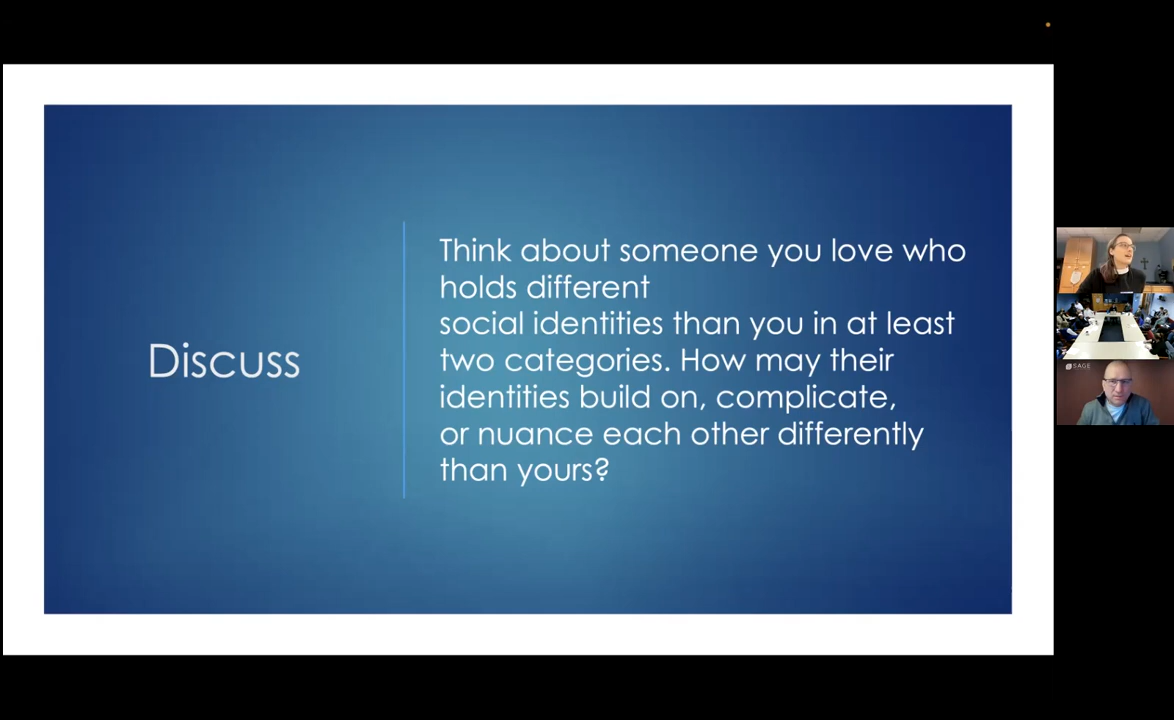 Discuss
Think about someone you love who
holds different
social identities than you in at least
two categories. How may their
identities build on, complicate,
or nuance each other differently
than yours?
SAGE